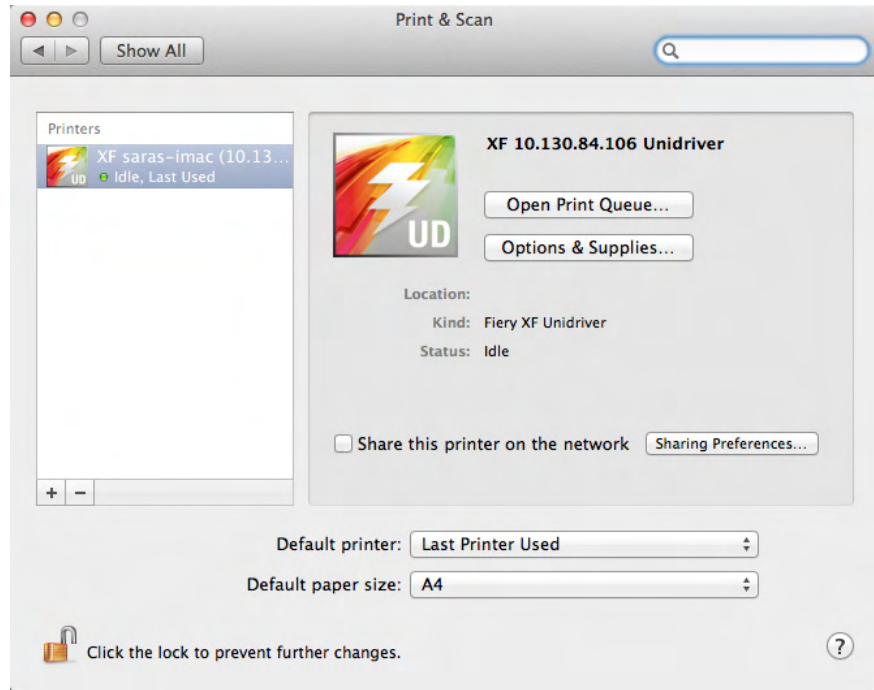 Print & Scan
Show All
Printers
XF saras-imac (10.13...
Idle, Last Used
UD
XF 10.130.84.106 Unidriver
UD
Open Print Queue...
Options & Supplies...
Location:
Kind: Fiery XF Unidriver
Status: Idle
Share this printer on the network Sharing Preferences...
+ −
Default printer: Last Printer Used
Default paper size: A4
Click the lock to prevent further changes.
?